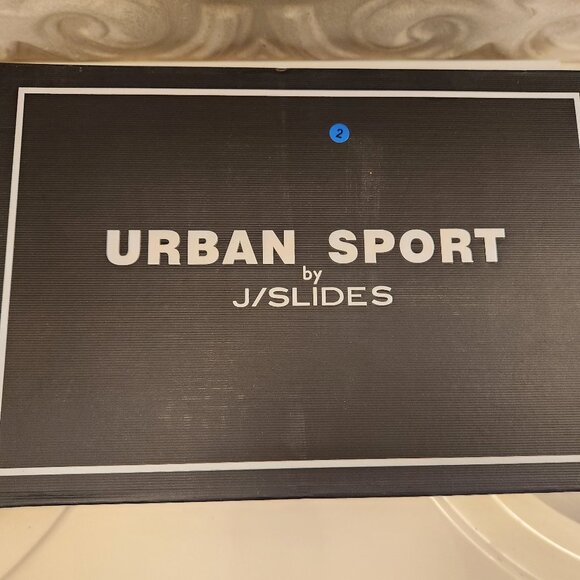 2
URBAN SPORT
by
J/SLIDES